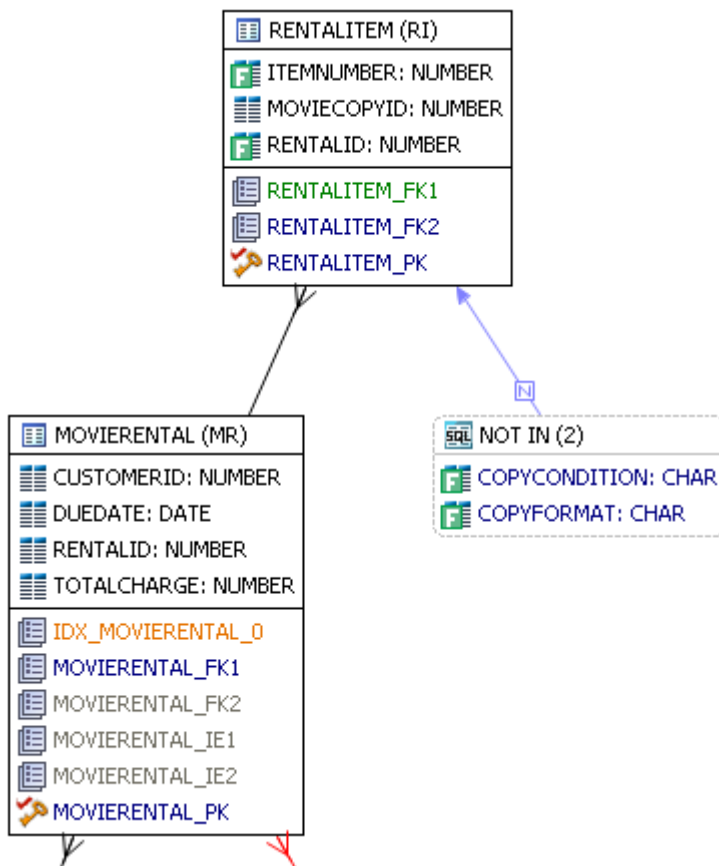 RENTALITEM (RI)
ITEMNUMBER: NUMBER
MOVIECOPYID: NUMBER
RENTALID: NUMBER
RENTALITEM_FK1
RENTALITEM_FK2
RENTALITEM_PK
N
MOVIERENTAL (MR)
CUSTOMERID: NUMBER
DUEDATE: DATE
RENTALID: NUMBER
TOTALCHARGE: NUMBER
IDX_MOVIERENTAL_0
MOVIERENTAL_FK1
MOVIERENTAL_FK2
MOVIERENTAL_IE1
MOVIERENTAL_IE2
MOVIERENTAL_PK
SQL NOT IN (2)
F COPYCONDITION: CHAR
F COPYFORMAT: CHAR